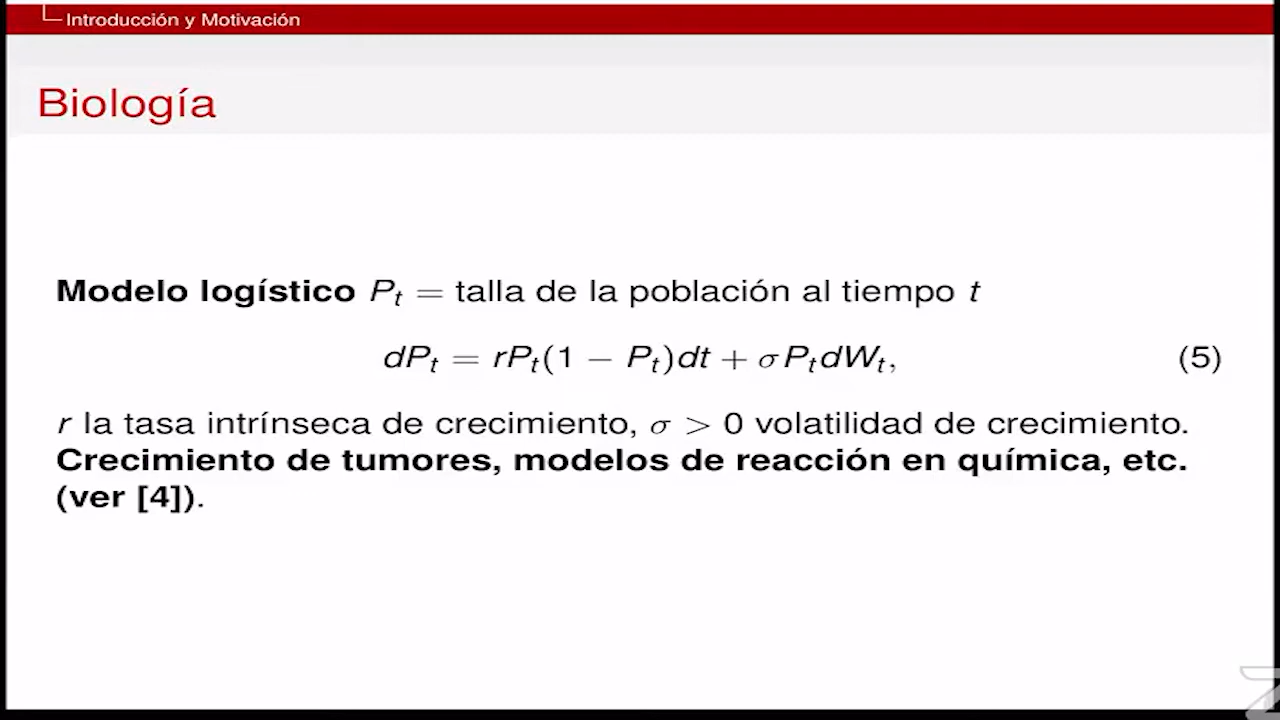 Introducción y Motivación
Biología
Modelo logístico P_t = talla de la población al tiempo t
dP_t = rP_t(1 − P_t)dt + σP_t dW_t, (5)
r la tasa intrínseca de crecimiento, σ > 0 volatilidad de crecimiento.
Crecimiento de tumores, modelos de reacción en química, etc.
(ver [4]).